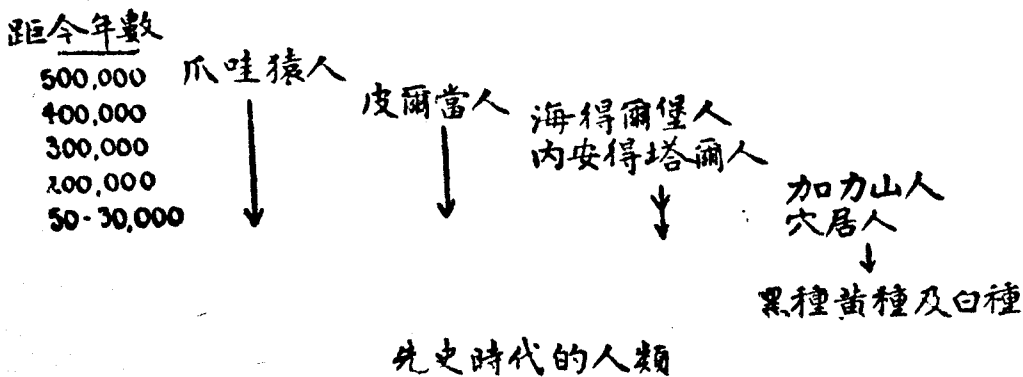 距今年數
500,000
400,000
300,000
200,000
50-30,000
爪哇猿人
皮爾當人
海得爾堡人
內安得塔爾人
加力山人
穴居人
黑種黃種及白種
先史時代的人類